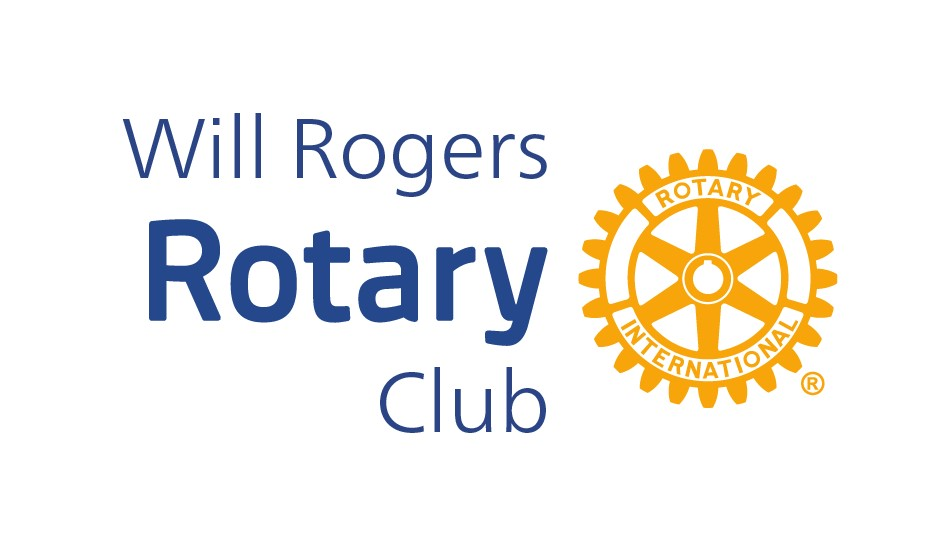 Will Rogers
Rotary
Club
ROTARY
INTERNATIONAL
®